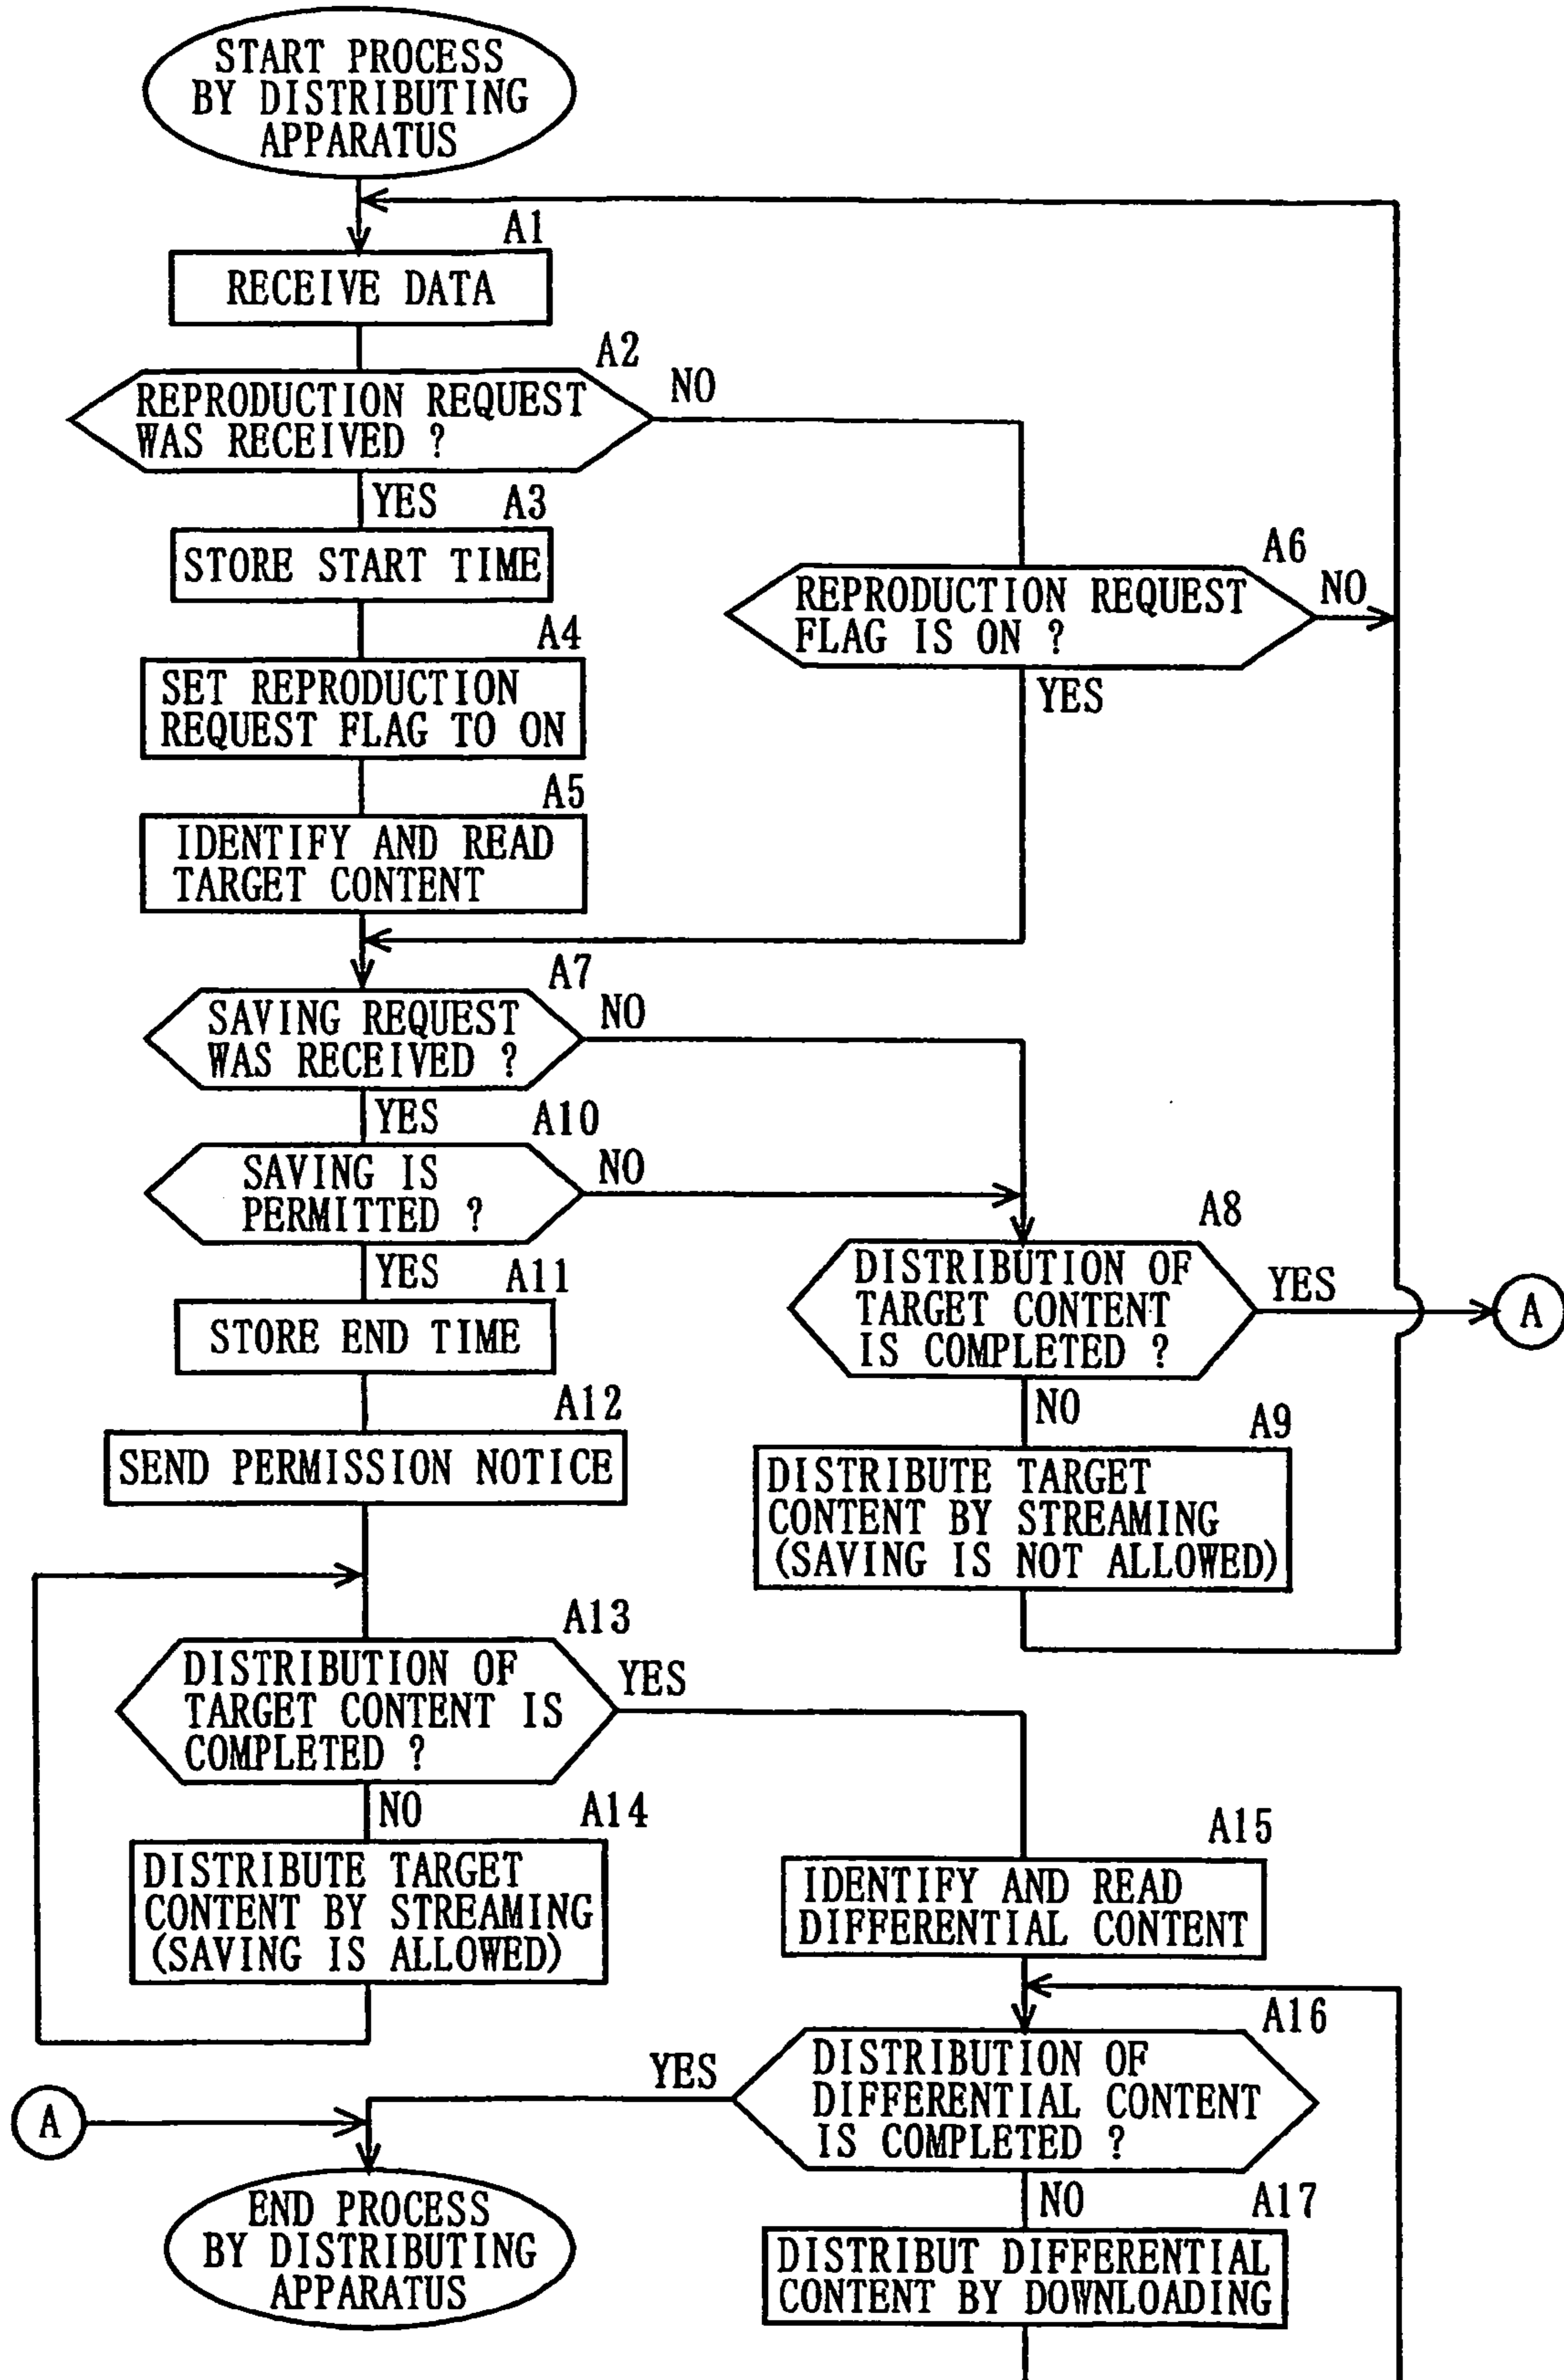 START PROCESS
BY DISTRIBUTING
APPARATUS
A1
RECEIVE DATA
A2
REPRODUCTION REQUEST
WAS RECEIVED ?
NO
YES
A3
STORE START TIME
A6
REPRODUCTION REQUEST
FLAG IS ON ?
NO
YES
A4
SET REPRODUCTION
REQUEST FLAG TO ON
A5
IDENTIFY AND READ
TARGET CONTENT
A7
SAVING REQUEST
WAS RECEIVED ?
NO
YES
A10
SAVING IS
PERMITTED ?
NO
YES
A8
DISTRIBUTION OF
TARGET CONTENT
IS COMPLETED ?
YES
A
NO
A11
STORE END TIME
A12
SEND PERMISSION NOTICE
A9
DISTRIBUTE TARGET
CONTENT BY STREAMING
(SAVING IS NOT ALLOWED)
A13
DISTRIBUTION OF
TARGET CONTENT IS
COMPLETED ?
YES
NO
A14
DISTRIBUTE TARGET
CONTENT BY STREAMING
(SAVING IS ALLOWED)
A15
IDENTIFY AND READ
DIFFERENTIAL CONTENT
A16
DISTRIBUTION OF
DIFFERENTIAL CONTENT
IS COMPLETED ?
YES
NO
A
END PROCESS
BY DISTRIBUTING
APPARATUS
A17
DISTRIBUT DIFFERENTIAL
CONTENT BY DOWNLOADING